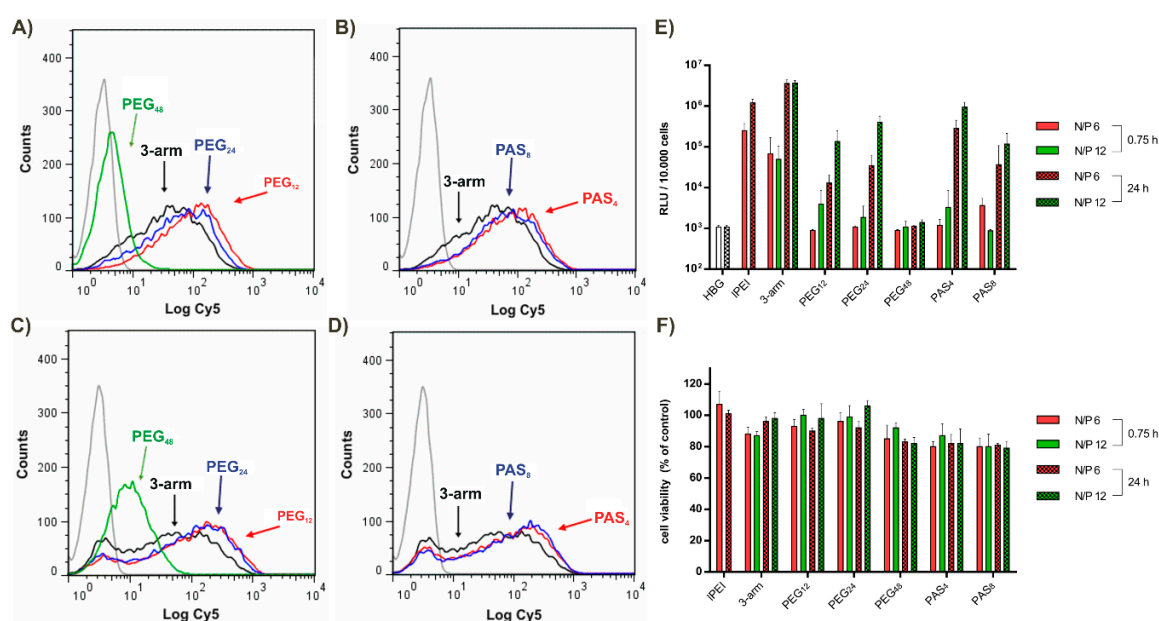 A)
400
300
200
100
0
Counts
PEG48
3-arm
PEG24
PEG12
10^0
10^1
10^2
10^3
10^4
Log Cy5
B)
400
300
200
100
0
Counts
3-arm
PAS8
PAS4
10^0
10^1
10^2
10^3
10^4
Log Cy5
C)
400
300
200
100
0
Counts
PEG48
3-arm
PEG24
PEG12
10^0
10^1
10^2
10^3
10^4
Log Cy5
D)
400
300
200
100
0
Counts
3-arm
PAS8
PAS4
10^0
10^1
10^2
10^3
10^4
Log Cy5
E)
10^7
10^6
10^5
10^4
10^3
10^2
RLU / 10.000 cells
HBG
lPEI
3-arm
PEG12
PEG24
PEG48
PAS4
PAS8
N/P 6
N/P 12
0.75 h
N/P 6
N/P 12
24 h
F)
120
100
80
60
40
20
0
cell viability (% of control)
lPEI
3-arm
PEG12
PEG24
PEG48
PAS4
PAS8
N/P 6
N/P 12
0.75 h
N/P 6
N/P 12
24 h